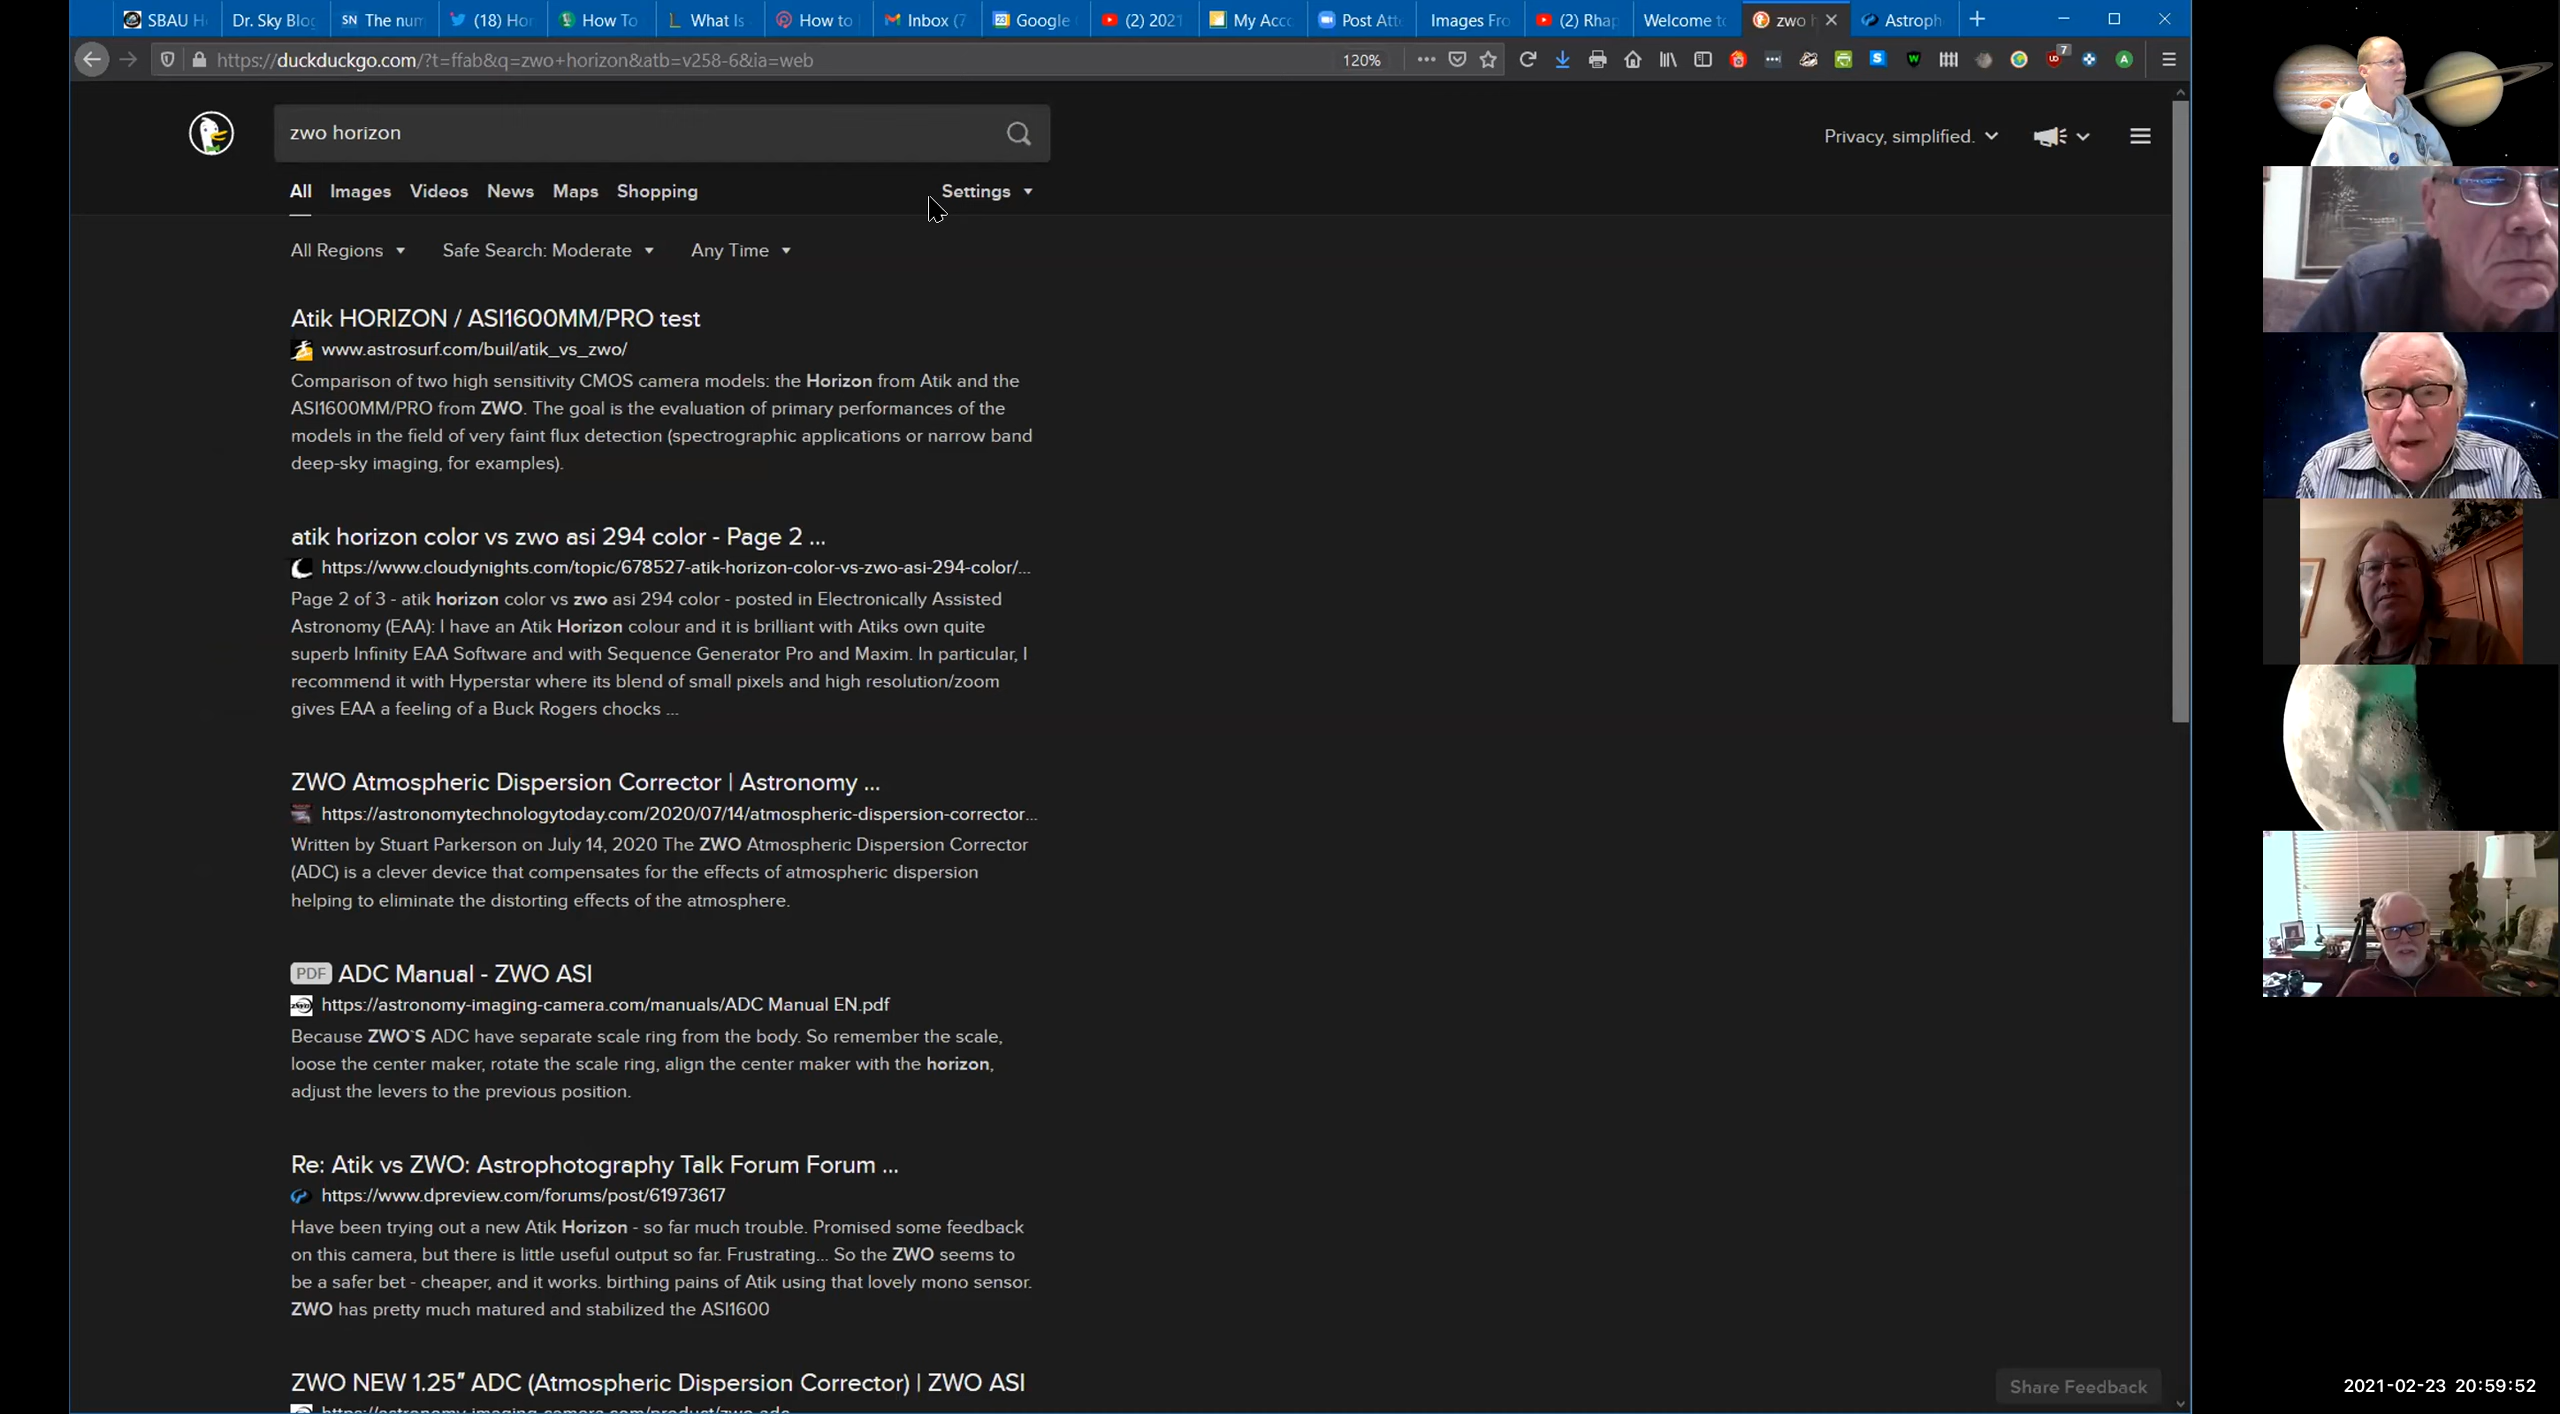 SBAU H
Dr. Sky Blog
SN The num
(18) Hor
How To
What Is
How to
Inbox (7
23 Google
(2) 2021
My Acco
Post Atte
Images Fro
(2) Rhap
Welcome to
zwo h
Astroph
https://duckduckgo.com/?t=ffab&q=zwo+horizon&atb=v258-6&ia=web
120%
7
zwo horizon
Privacy, simplified.
All Images Videos News Maps Shopping Settings
All Regions Safe Search: Moderate Any Time
Atik HORIZON / ASI1600MM/PRO test
www.astrosurf.com/buil/atik_vs_zwo/
Comparison of two high sensitivity CMOS camera models: the Horizon from Atik and the
ASI1600MM/PRO from ZWO. The goal is the evaluation of primary performances of the
models in the field of very faint flux detection (spectrographic applications or narrow band
deep-sky imaging, for examples).
atik horizon color vs zwo asi 294 color - Page 2 ...
https://www.cloudynights.com/topic/678527-atik-horizon-color-vs-zwo-asi-294-color/...
Page 2 of 3 - atik horizon color vs zwo asi 294 color - posted in Electronically Assisted
Astronomy (EAA): I have an Atik Horizon colour and it is brilliant with Atiks own quite
superb Infinity EAA Software and with Sequence Generator Pro and Maxim. In particular, I
recommend it with Hyperstar where its blend of small pixels and high resolution/zoom
gives EAA a feeling of a Buck Rogers chocks ...
ZWO Atmospheric Dispersion Corrector | Astronomy ...
https://astronomytechnologytoday.com/2020/07/14/atmospheric-dispersion-corrector...
Written by Stuart Parkerson on July 14, 2020 The ZWO Atmospheric Dispersion Corrector
(ADC) is a clever device that compensates for the effects of atmospheric dispersion
helping to eliminate the distorting effects of the atmosphere.
PDF ADC Manual - ZWO ASI
https://astronomy-imaging-camera.com/manuals/ADC Manual EN.pdf
Because ZWO`S ADC have separate scale ring from the body. So remember the scale,
loose the center maker, rotate the scale ring, align the center maker with the horizon,
adjust the levers to the previous position.
Re: Atik vs ZWO: Astrophotography Talk Forum Forum ...
https://www.dpreview.com/forums/post/61973617
Have been trying out a new Atik Horizon - so far much trouble. Promised some feedback
on this camera, but there is little useful output so far. Frustrating... So the ZWO seems to
be a safer bet - cheaper, and it works. birthing pains of Atik using that lovely mono sensor.
ZWO has pretty much matured and stabilized the ASI1600
ZWO NEW 1.25" ADC (Atmospheric Dispersion Corrector) | ZWO ASI
https://astronomy-imaging-camera.com/product/zwo-adc
Share Feedback
2021-02-23 20:59:52